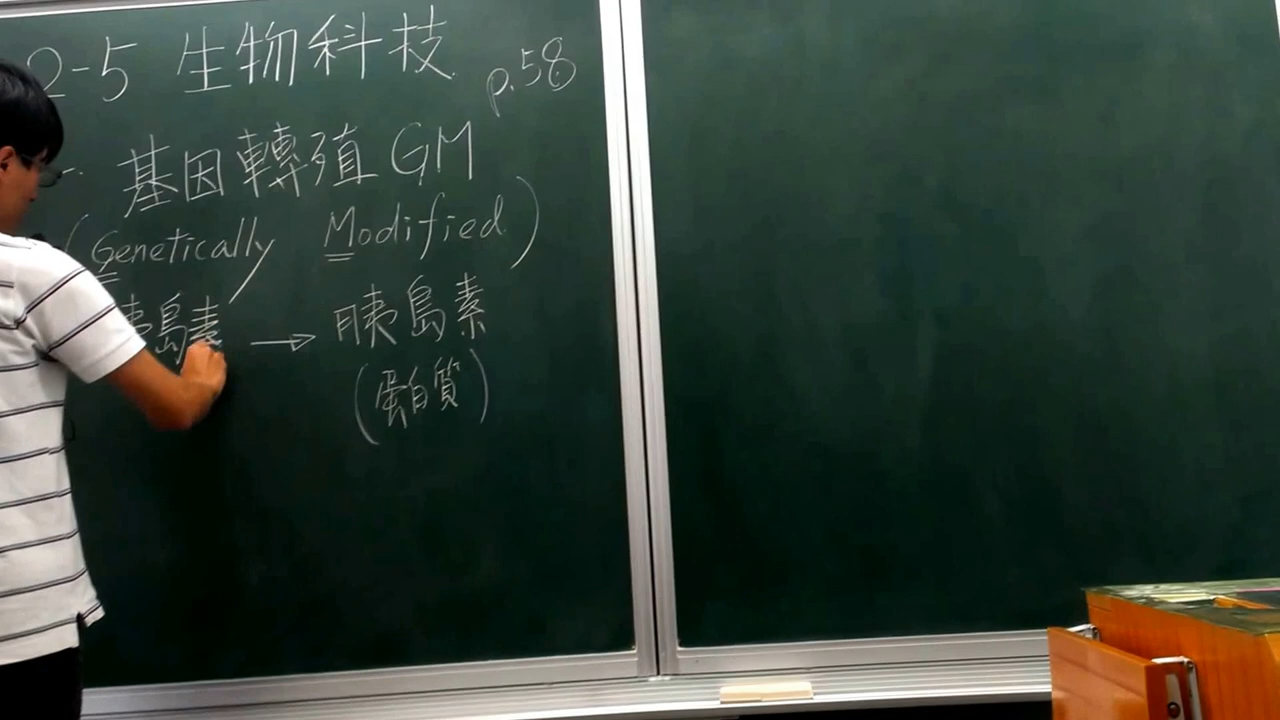 2-5 生物科技 p.58
一. 基因轉殖 GM
(Genetically Modified)
胰島素 → 胰島素
(蛋白質)